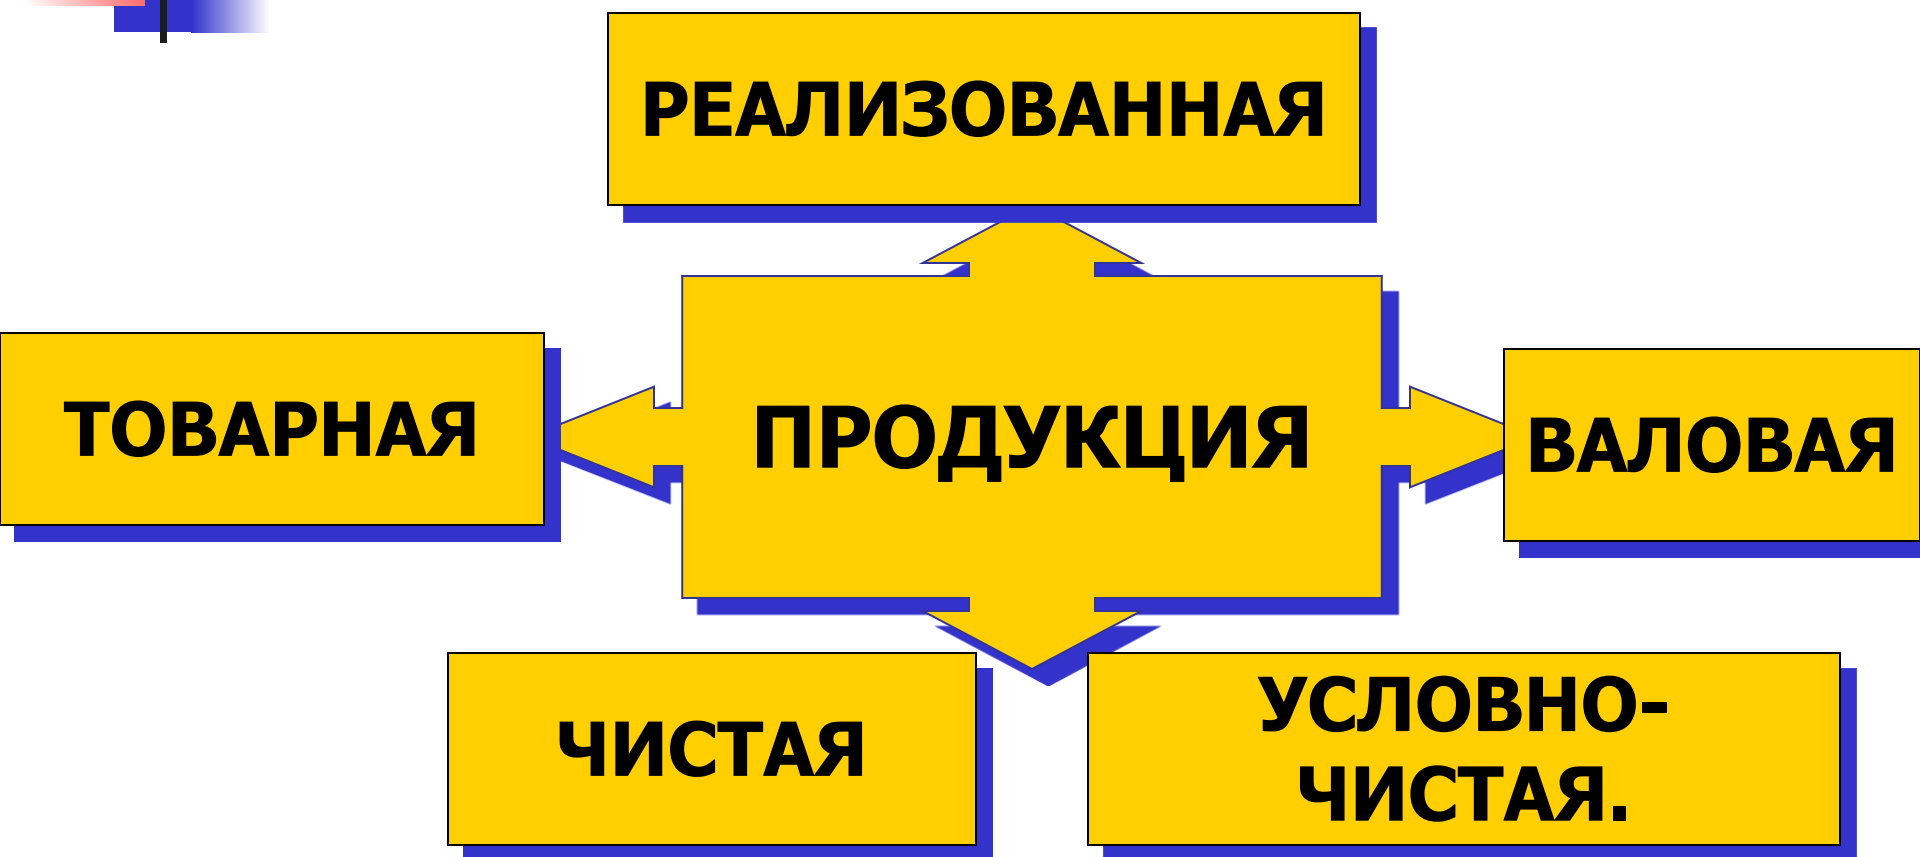 РЕАЛИЗОВАННАЯ
ТОВАРНАЯ
ПРОДУКЦИЯ
ВАЛОВАЯ
ЧИСТАЯ
УСЛОВНО-
ЧИСТАЯ.